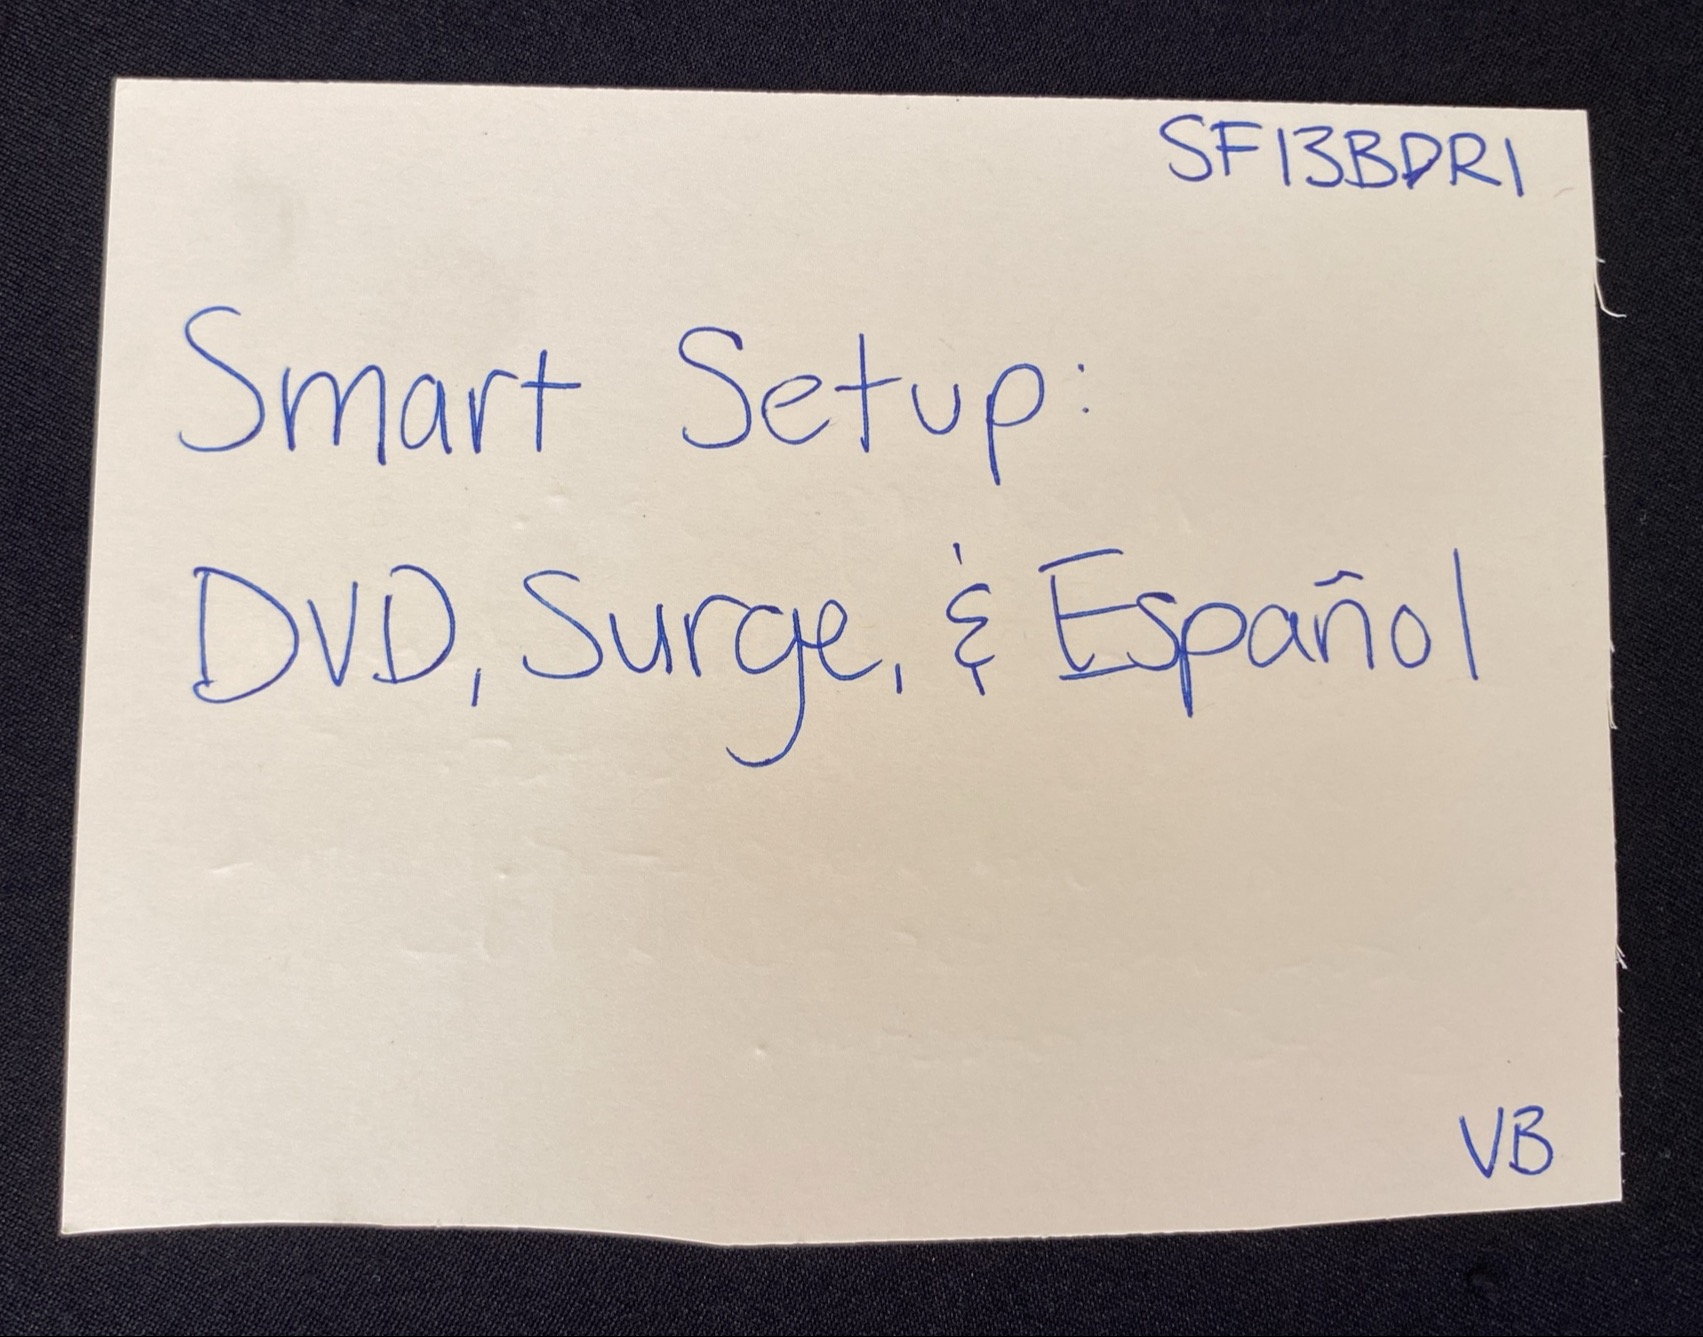 SF13BDR1
Smart Setup:
DVD, Surge, & Español
VB